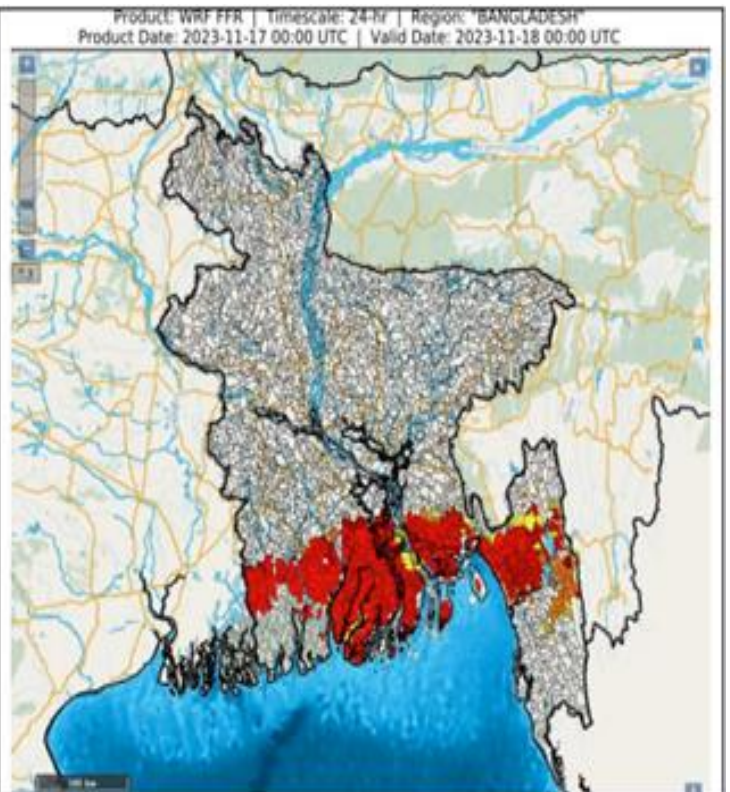 Product: WRF FFR | Timescale: 24-hr | Region: "BANGLADESH"
Product Date: 2023-11-17 00:00 UTC | Valid Date: 2023-11-18 00:00 UTC